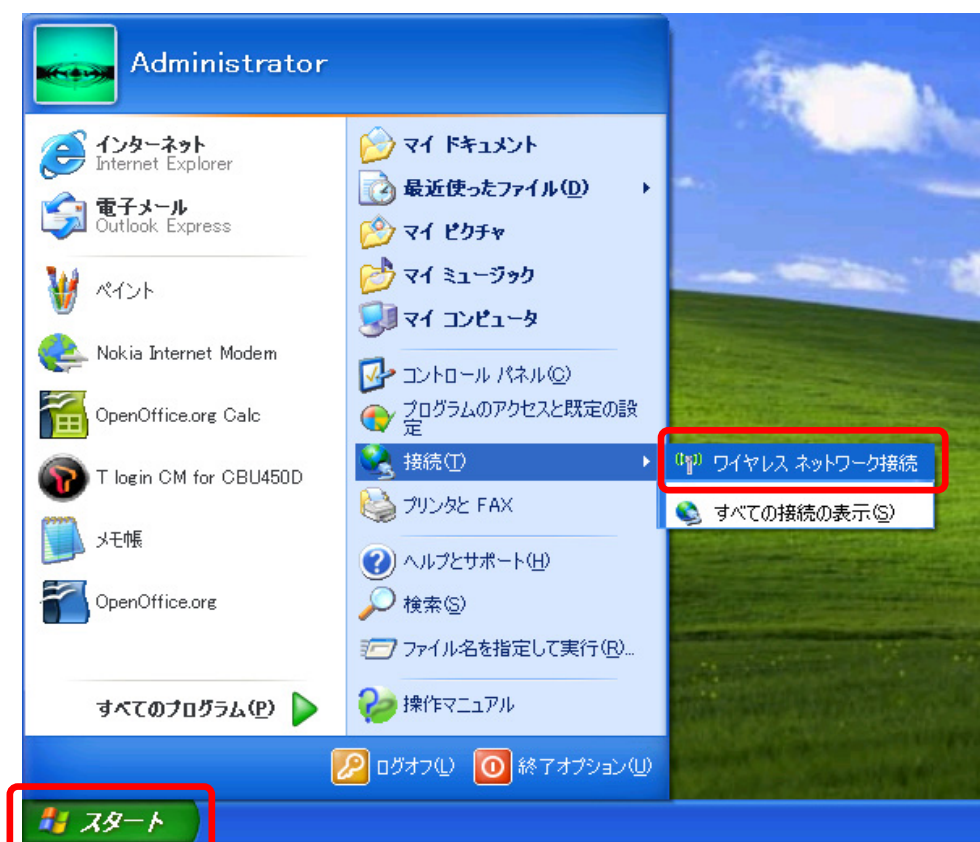 Administrator
インターネット
Internet Explorer
電子メール
Outlook Express
ペイント
Nokia Internet Modem
OpenOffice.org Calc
T login CM for CBU450D
メモ帳
OpenOffice.org
すべてのプログラム(P)
マイ ドキュメント
最近使ったファイル(D)
マイ ピクチャ
マイ ミュージック
マイ コンピュータ
コントロール パネル(C)
プログラムのアクセスと既定の設
定
接続(T)
プリンタと FAX
ヘルプとサポート(H)
検索(S)
ファイル名を指定して実行(R)...
操作マニュアル
ワイヤレス ネットワーク接続
すべての接続の表示(S)
ログオフ(L)
終了オプション(U)
スタート